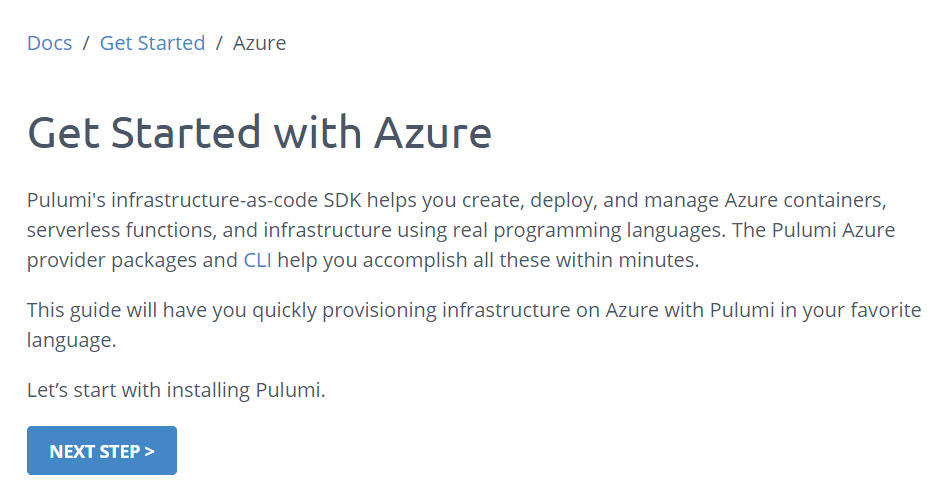 Docs / Get Started / Azure
Get Started with Azure
Pulumi's infrastructure-as-code SDK helps you create, deploy, and manage Azure containers,
serverless functions, and infrastructure using real programming languages. The Pulumi Azure
provider packages and CLI help you accomplish all these within minutes.
This guide will have you quickly provisioning infrastructure on Azure with Pulumi in your favorite
language.
Let’s start with installing Pulumi.
NEXT STEP >